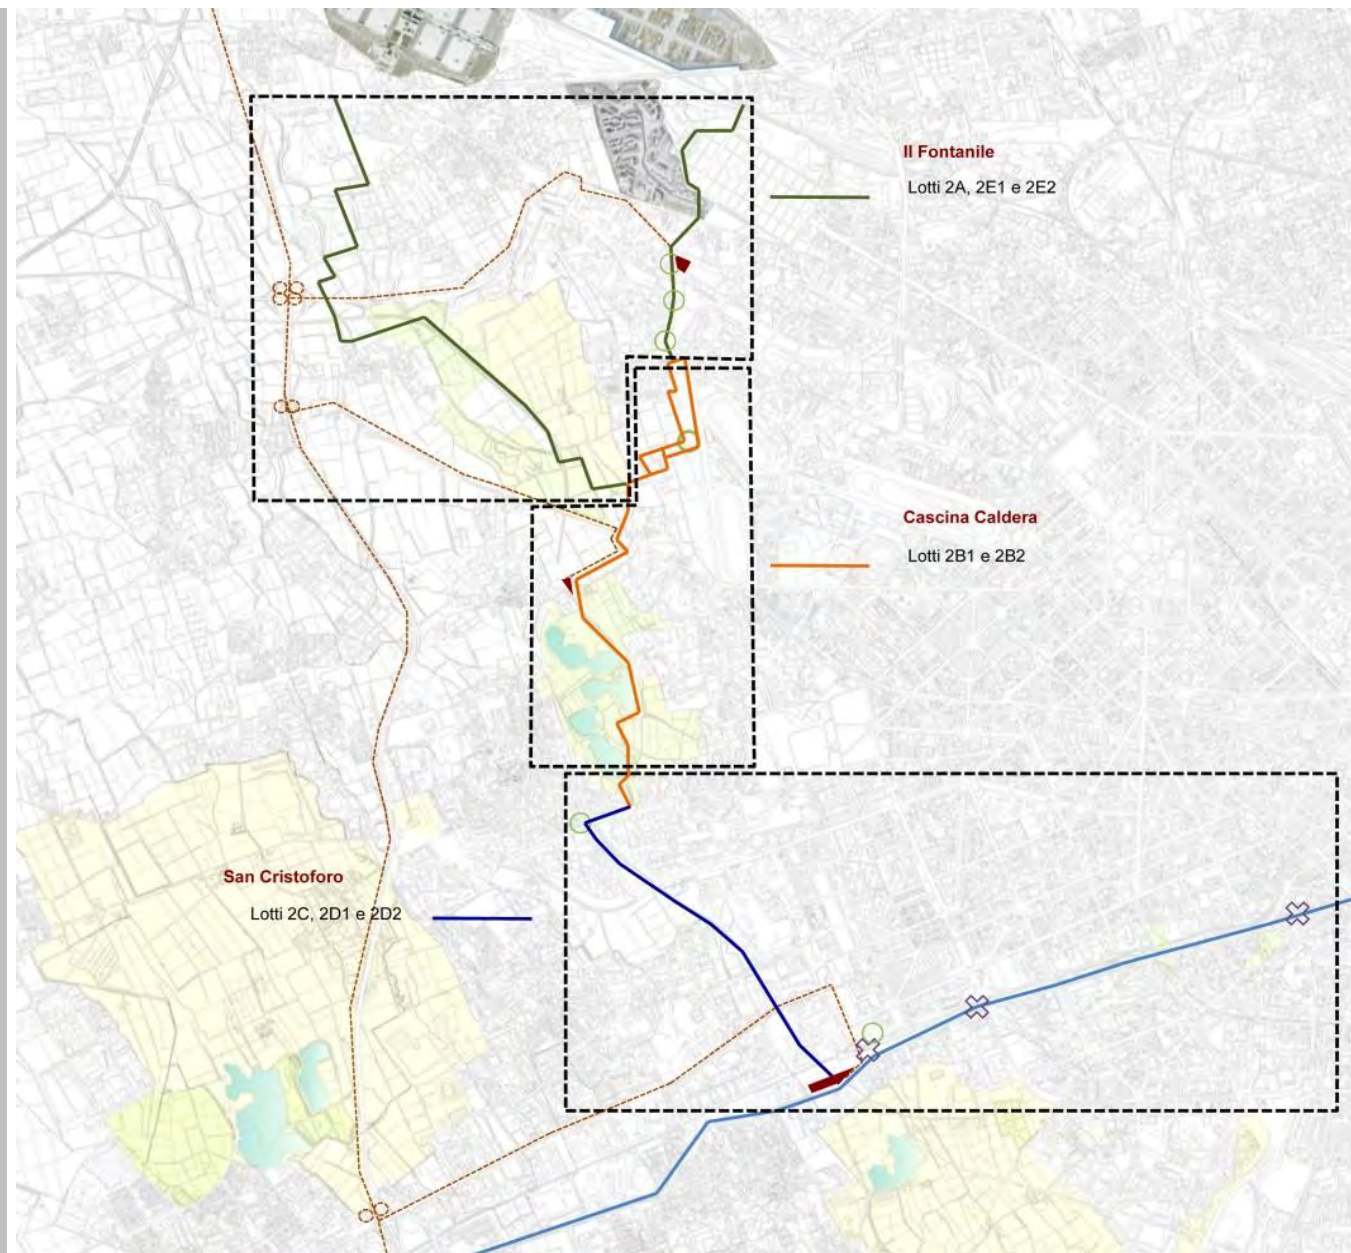 Il Fontanile
Lotti 2A, 2E1 e 2E2
Cascina Caldera
Lotti 2B1 e 2B2
San Cristoforo
Lotti 2C, 2D1 e 2D2